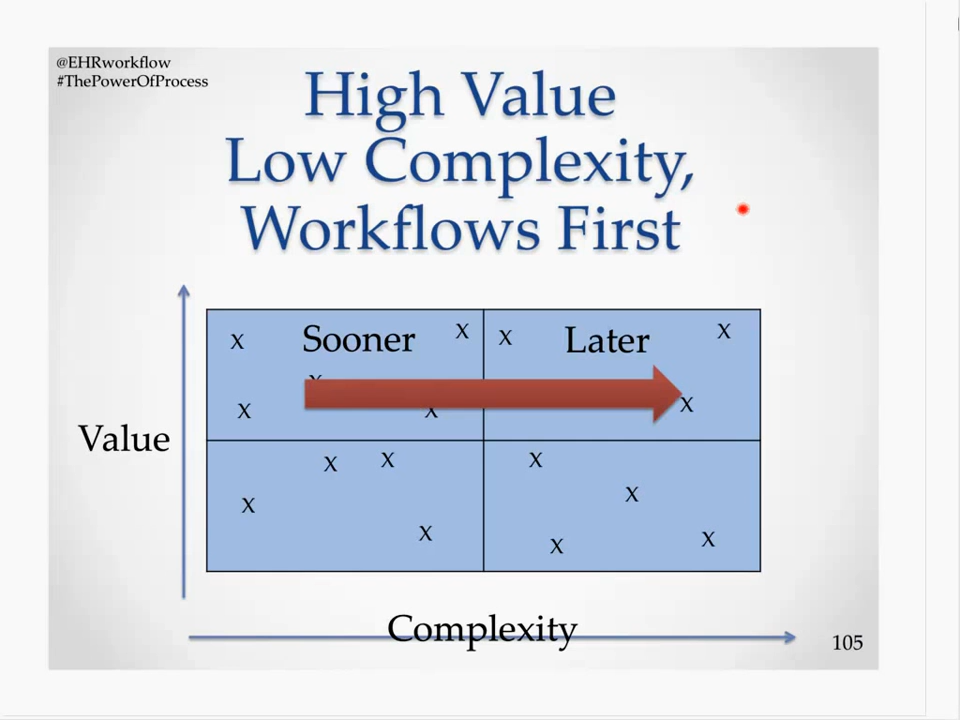 @EHRworkflow
#ThePowerOfProcess
High Value
Low Complexity,
Workflows First
x Sooner x x Later x
x
x x x
Value
x x x
x x
x x x
Complexity
105